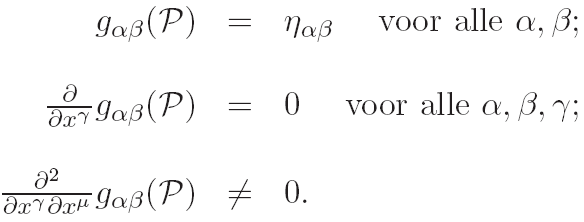 g_{αβ}(𝒫) = η_{αβ} voor alle α, β;
∂/∂x^γ g_{αβ}(𝒫) = 0 voor alle α, β, γ;
∂²/∂x^γ∂x^μ g_{αβ}(𝒫) ≠ 0.